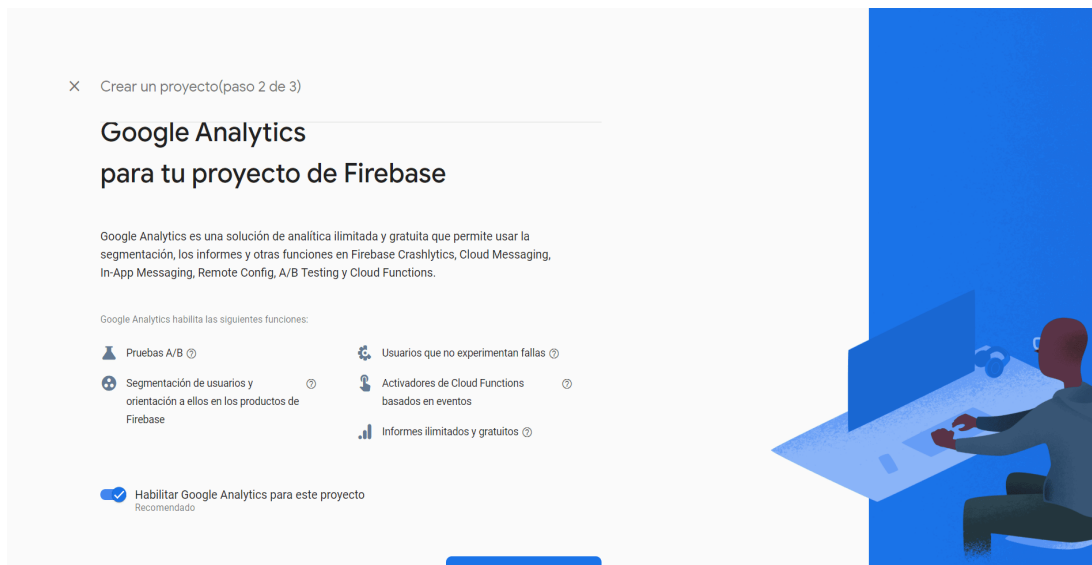 Crear un proyecto(paso 2 de 3)
Google Analytics
para tu proyecto de Firebase
Google Analytics es una solución de analítica ilimitada y gratuita que permite usar la
segmentación, los informes y otras funciones en Firebase Crashlytics, Cloud Messaging,
In-App Messaging, Remote Config, A/B Testing y Cloud Functions.
Google Analytics habilita las siguientes funciones:
Pruebas A/B
Segmentación de usuarios y
orientación a ellos en los productos de
Firebase
Usuarios que no experimentan fallas
Activadores de Cloud Functions
basados en eventos
Informes ilimitados y gratuitos
Habilitar Google Analytics para este proyecto
Recomendado